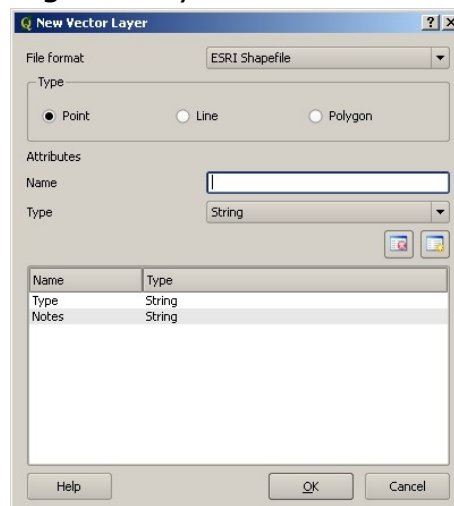 New Vector Layer
File format ESRI Shapefile
Type
Point Line Polygon
Attributes
Name
Type String
Name Type
Type String
Notes String
Help OK Cancel